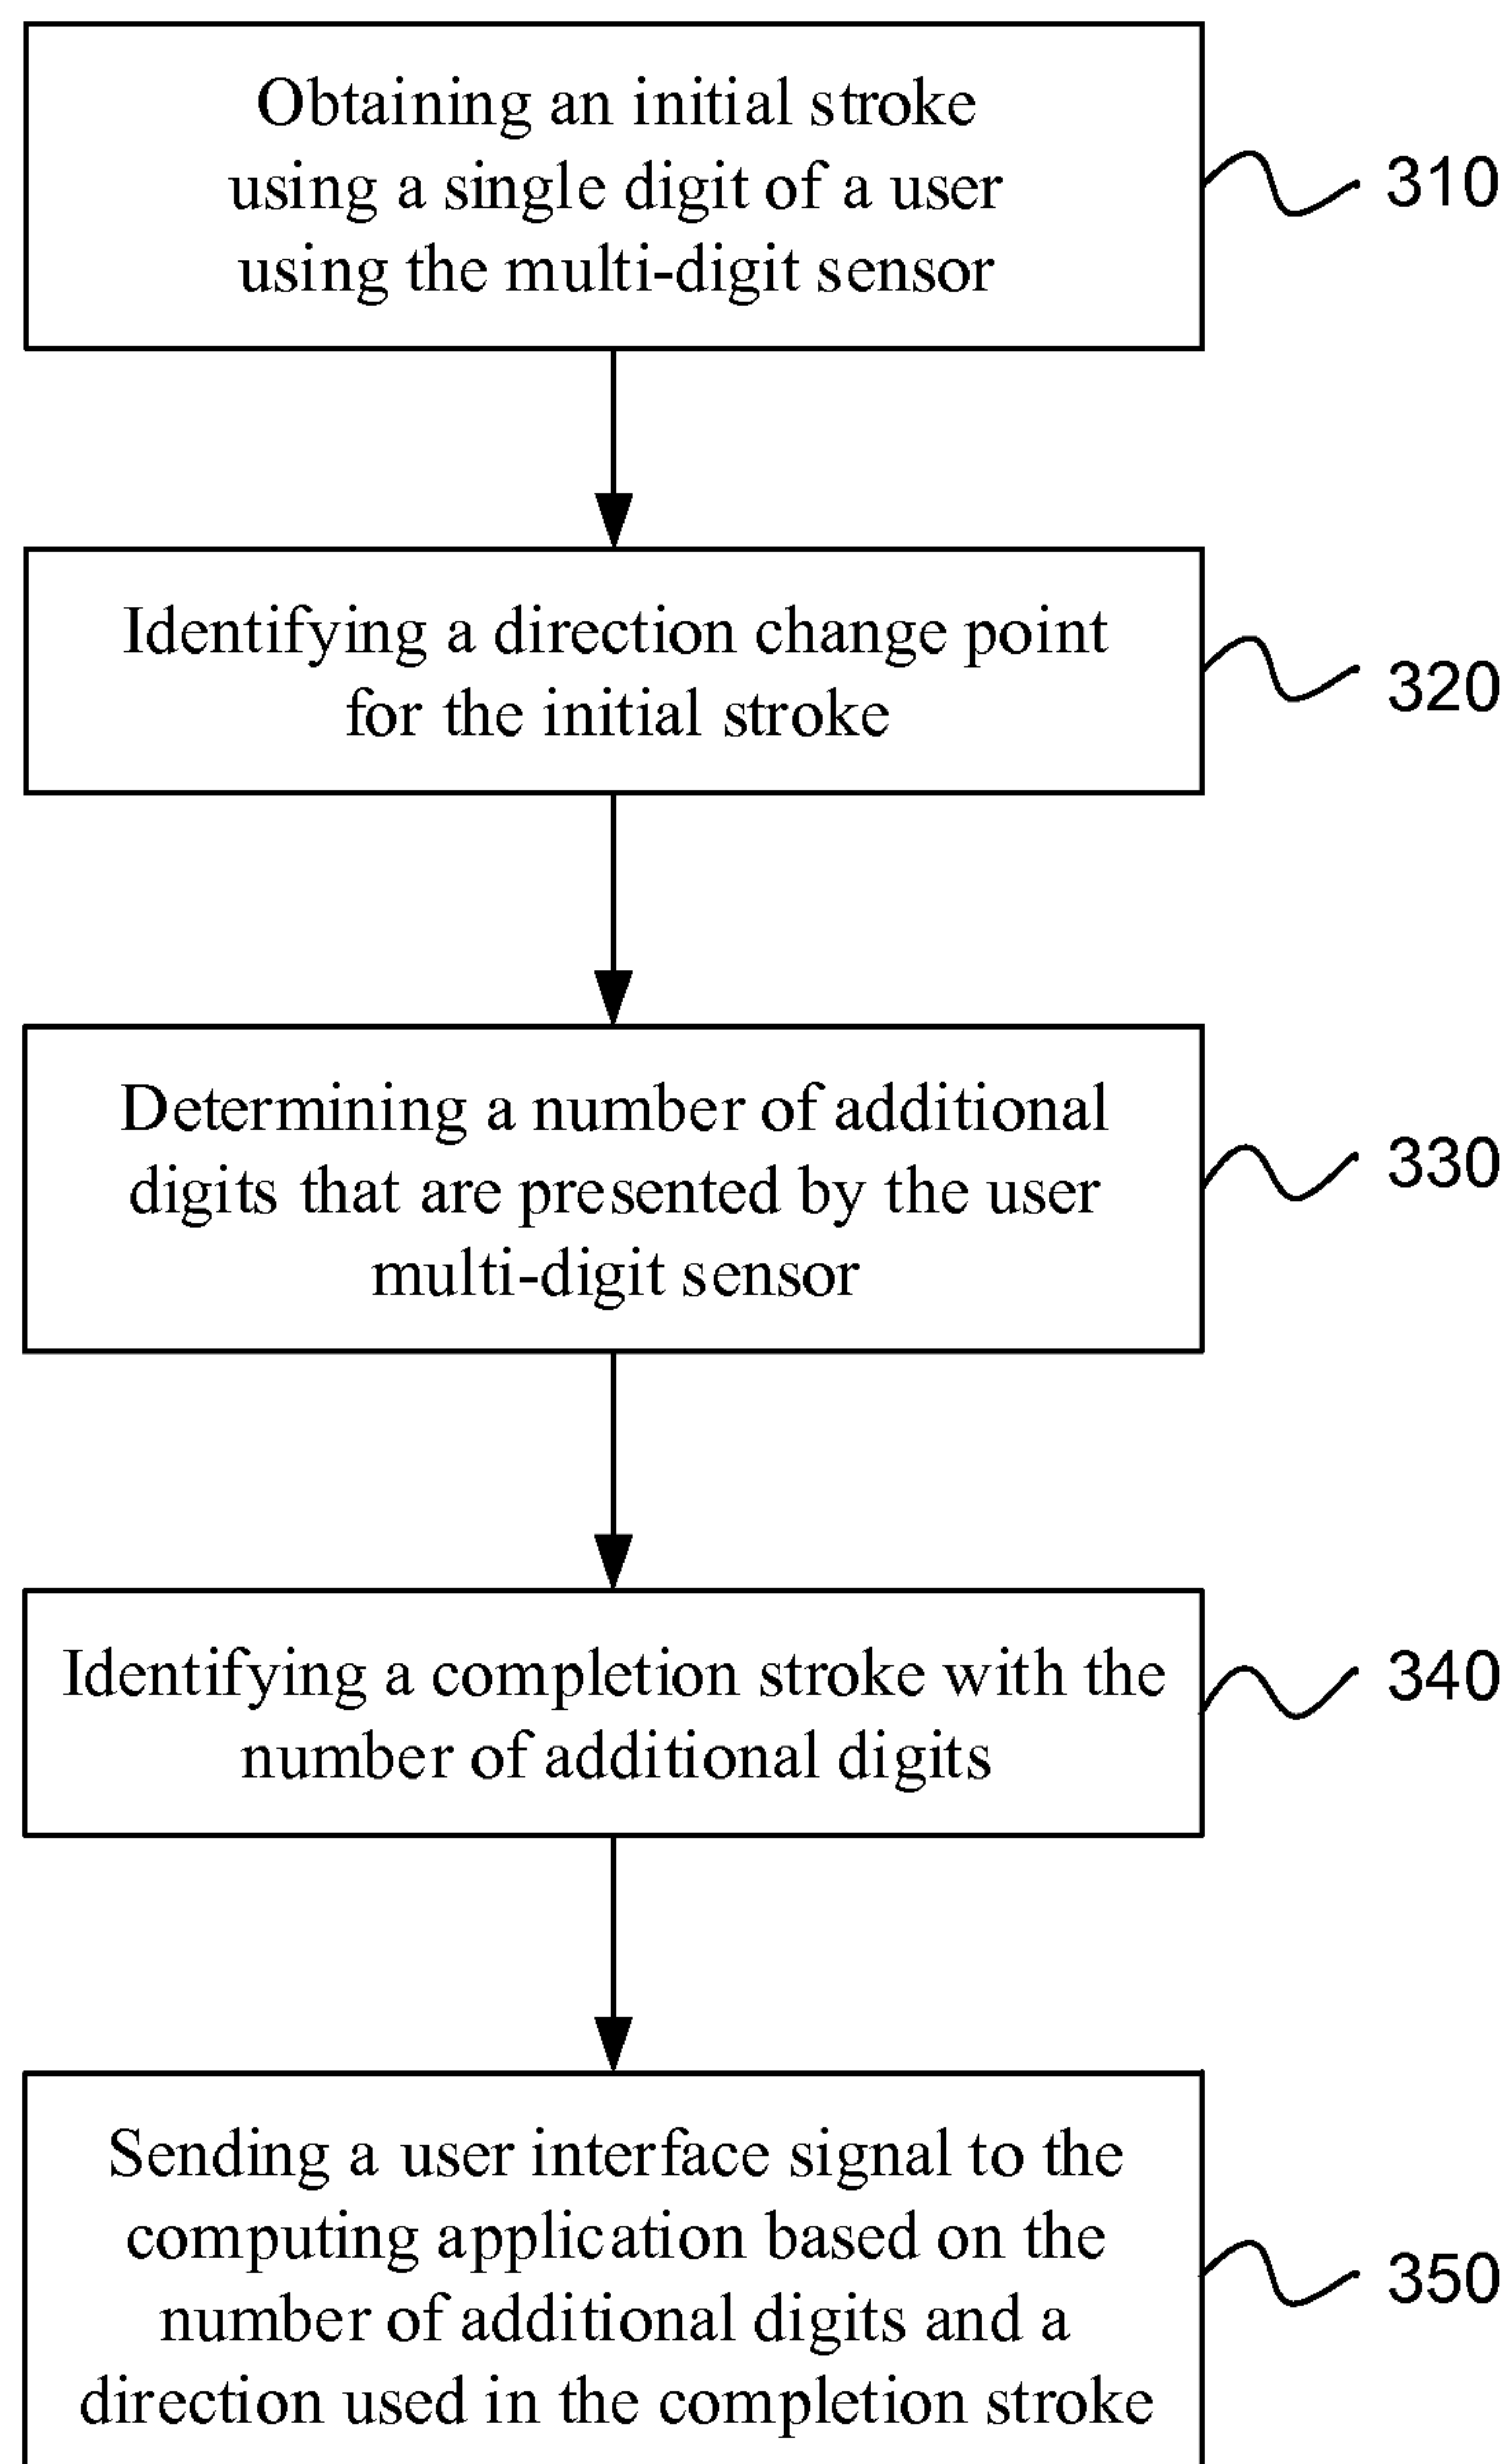 Obtaining an initial stroke
using a single digit of a user
using the multi-digit sensor
310
Identifying a direction change point
for the initial stroke
320
Determining a number of additional
digits that are presented by the user
multi-digit sensor
330
Identifying a completion stroke with the
number of additional digits
340
Sending a user interface signal to the
computing application based on the
number of additional digits and a
direction used in the completion stroke
350